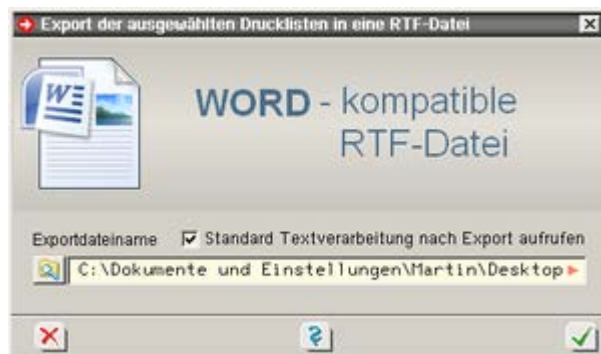 Export der ausgewählten Drucklisten in eine RTF-Datei
W
WORD - kompatible
RTF-Datei
Exportdateiname Standard Textverarbeitung nach Export aufrufen
C:\Dokumente und Einstellungen\Martin\Desktop